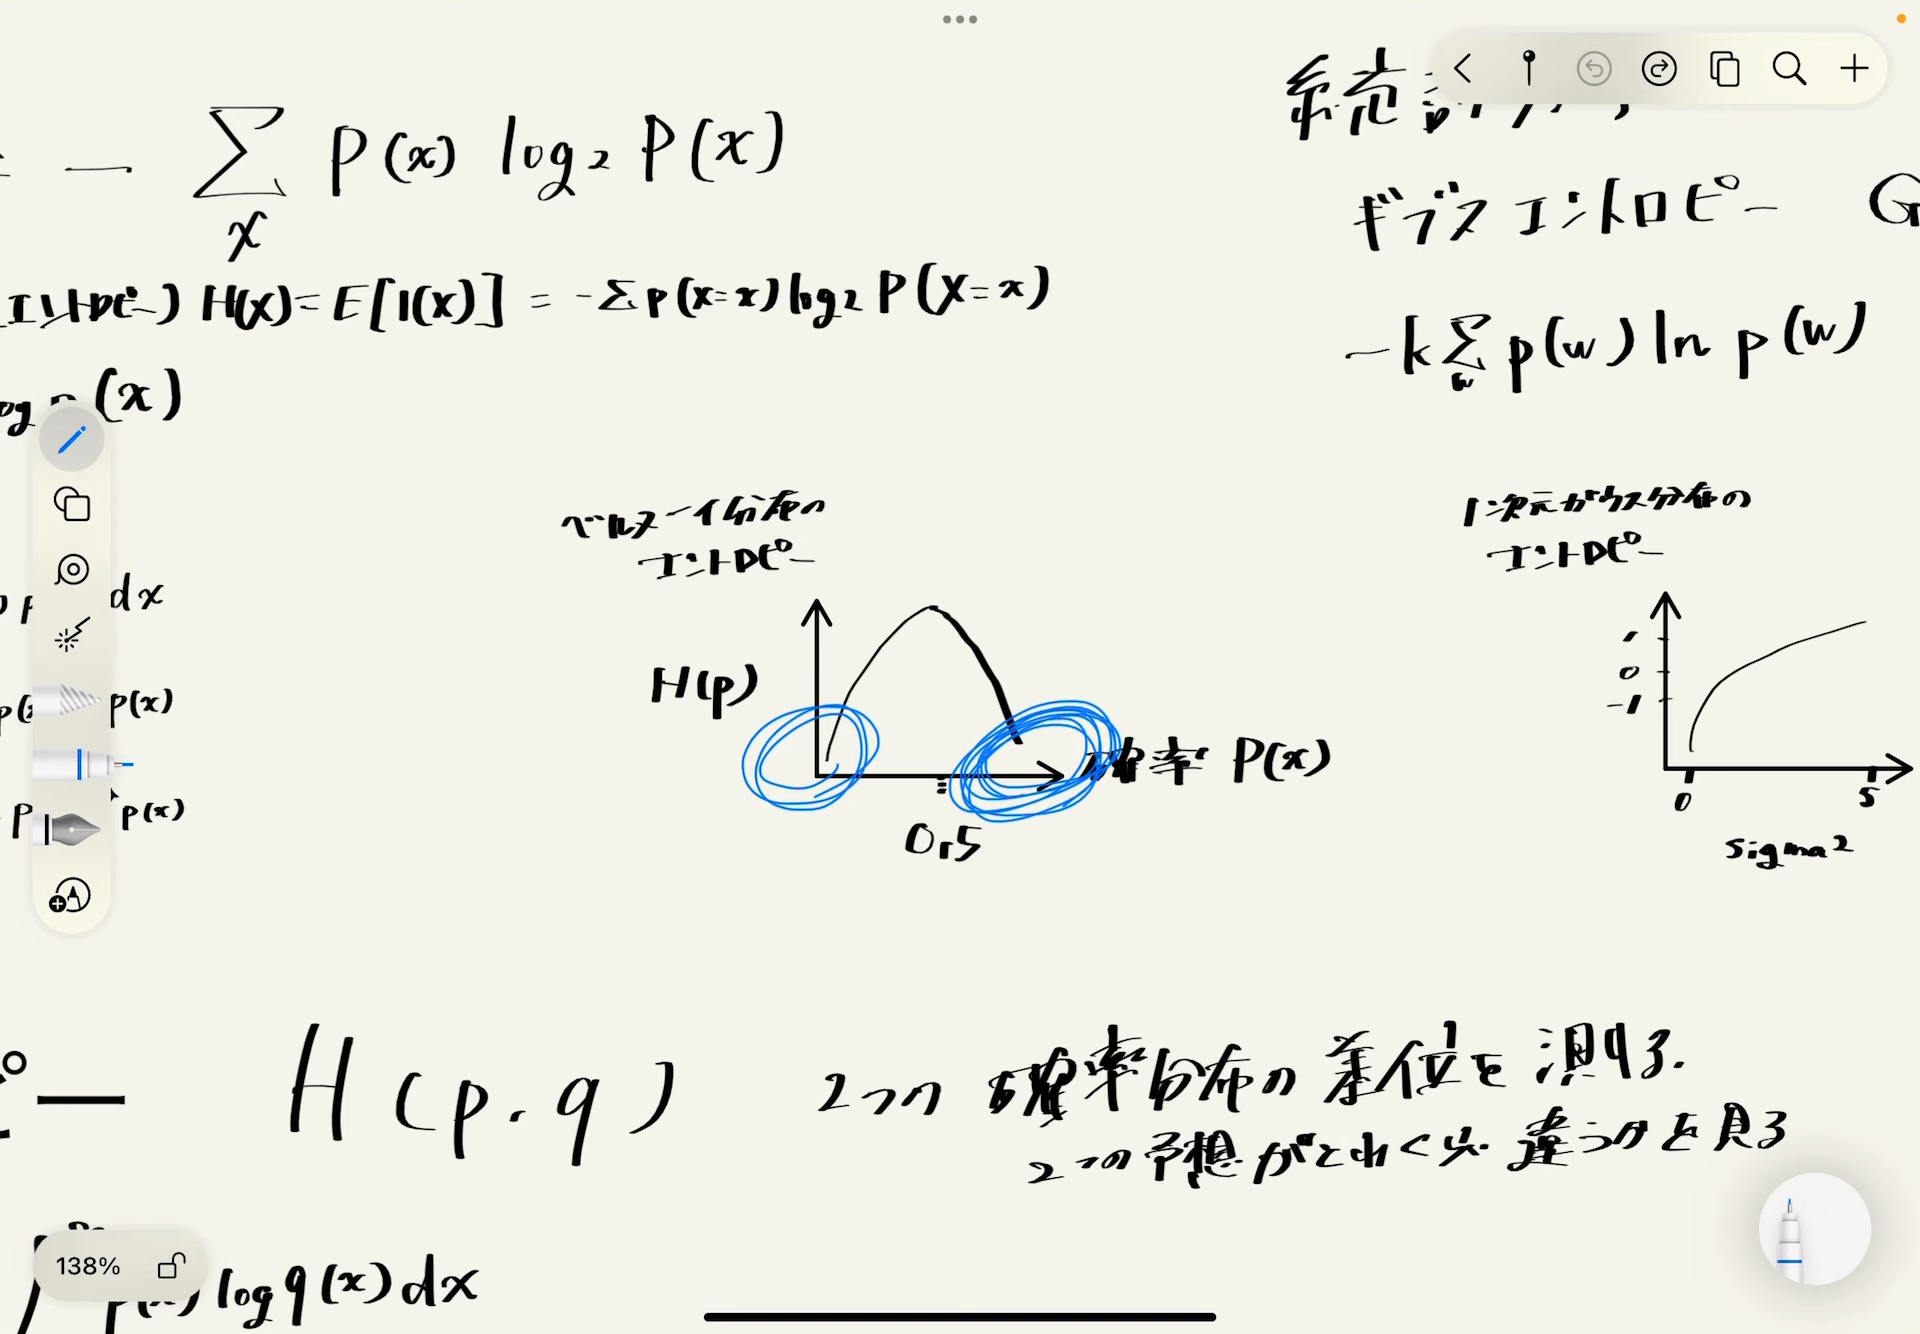 - Σ P(x) log₂ P(x)
x
エントロピー) H(X) = E[I(X)] = -Σ P(X=x) log₂ P(X=x)
log p(x)
統計
ギブスエントロピー G
-k Σ p(w) ln p(w)
w
ベルヌーイ分布の
エントロピー
H(p)
確率 P(x)
0,5
1次元ガウス分布の
エントロピー
1
0
-1
0 5
sigma2
dx
p(x)
P p(x)
ー H(p.q) 2つの確率分布の差位を測る.
2つの予想がどれくらい違うかを見る
p(x) log q(x) dx
138%